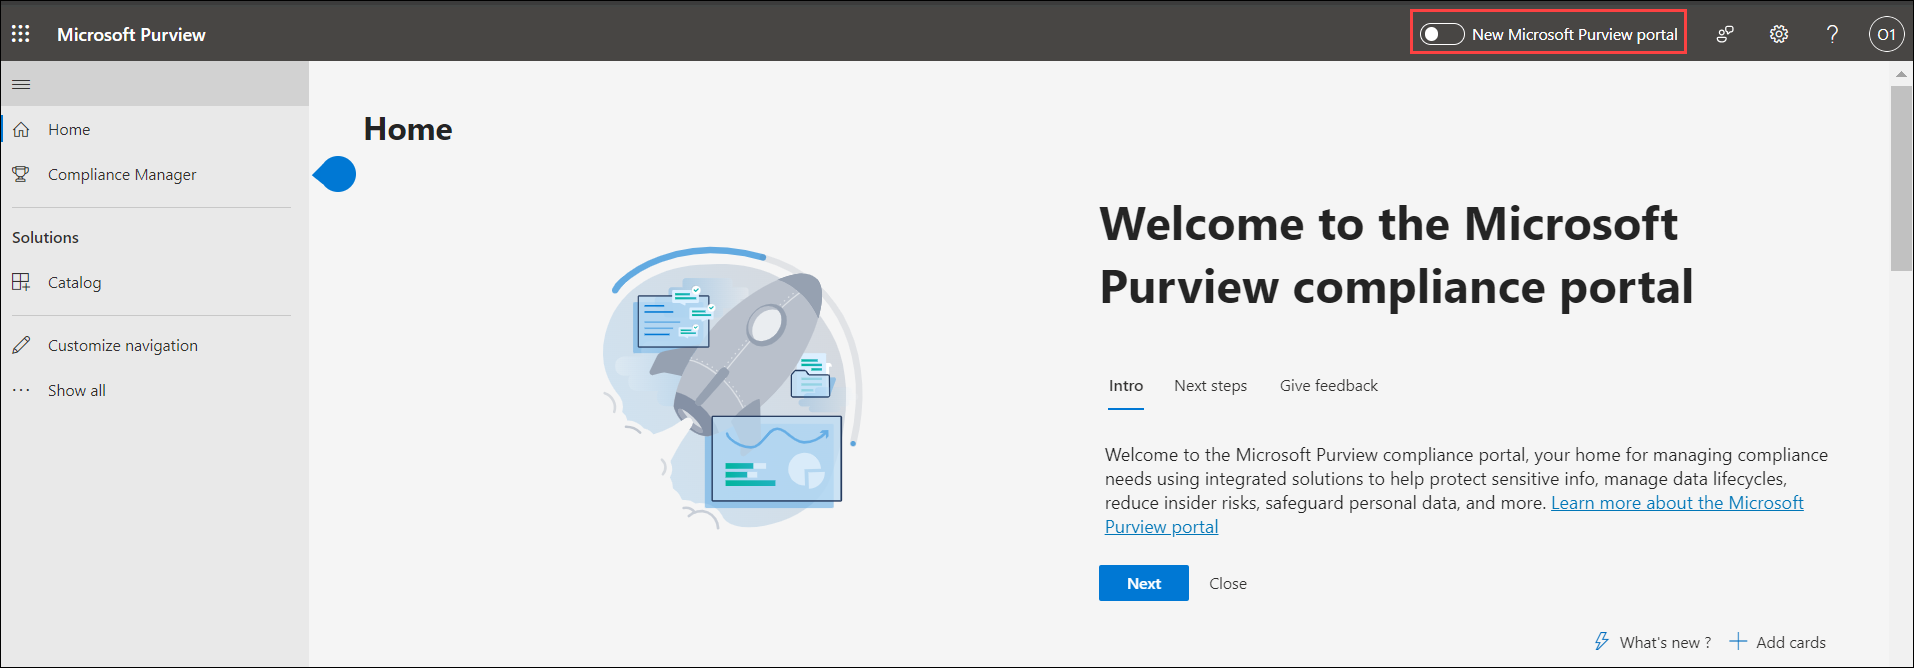 Microsoft Purview
New Microsoft Purview portal
?
O1
Home
Compliance Manager
Solutions
Catalog
Customize navigation
Show all
Home
Welcome to the Microsoft
Purview compliance portal
Intro Next steps Give feedback
Welcome to the Microsoft Purview compliance portal, your home for managing compliance
needs using integrated solutions to help protect sensitive info, manage data lifecycles,
reduce insider risks, safeguard personal data, and more. Learn more about the Microsoft
Purview portal
Next Close
What's new ? Add cards